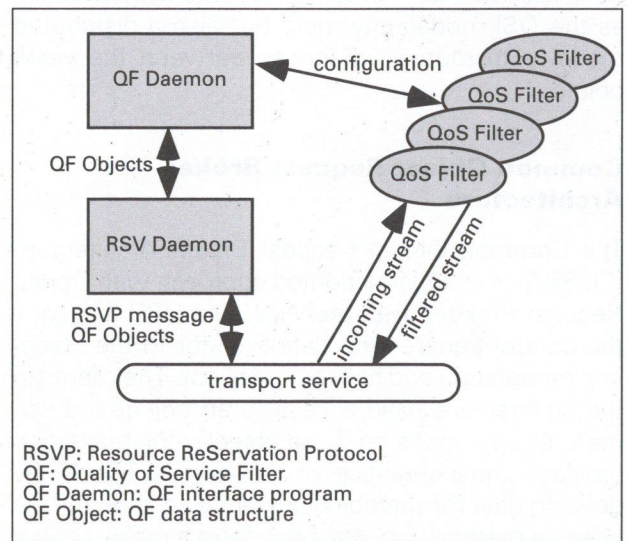 QF Daemon
configuration
QoS Filter
QoS Filter
QoS Filter
QoS Filter
QF Objects
RSV Daemon
incoming stream
filtered stream
RSVP message
QF Objects
transport service
RSVP: Resource ReServation Protocol
QF: Quality of Service Filter
QF Daemon: QF interface program
QF Object: QF data structure